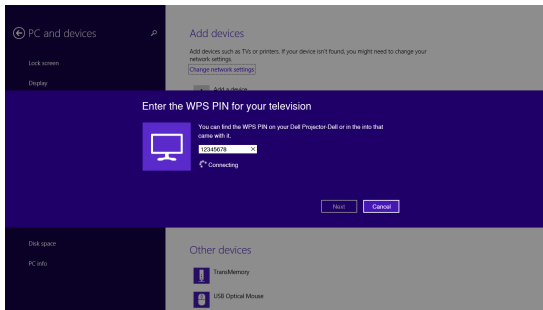 PC and devices
Lock screen
Display
Add devices
Add devices such as TVs or printers. If your device isn't found, you might need to change your
network settings.
Change network settings
Add a device
Enter the WPS PIN for your television
You can find the WPS PIN on your Dell Projector-Dell or in the into that
came with it.
12345678
Connecting
Next
Cancel
Disk space
PC info
Other devices
TransMemory
USB Optical Mouse